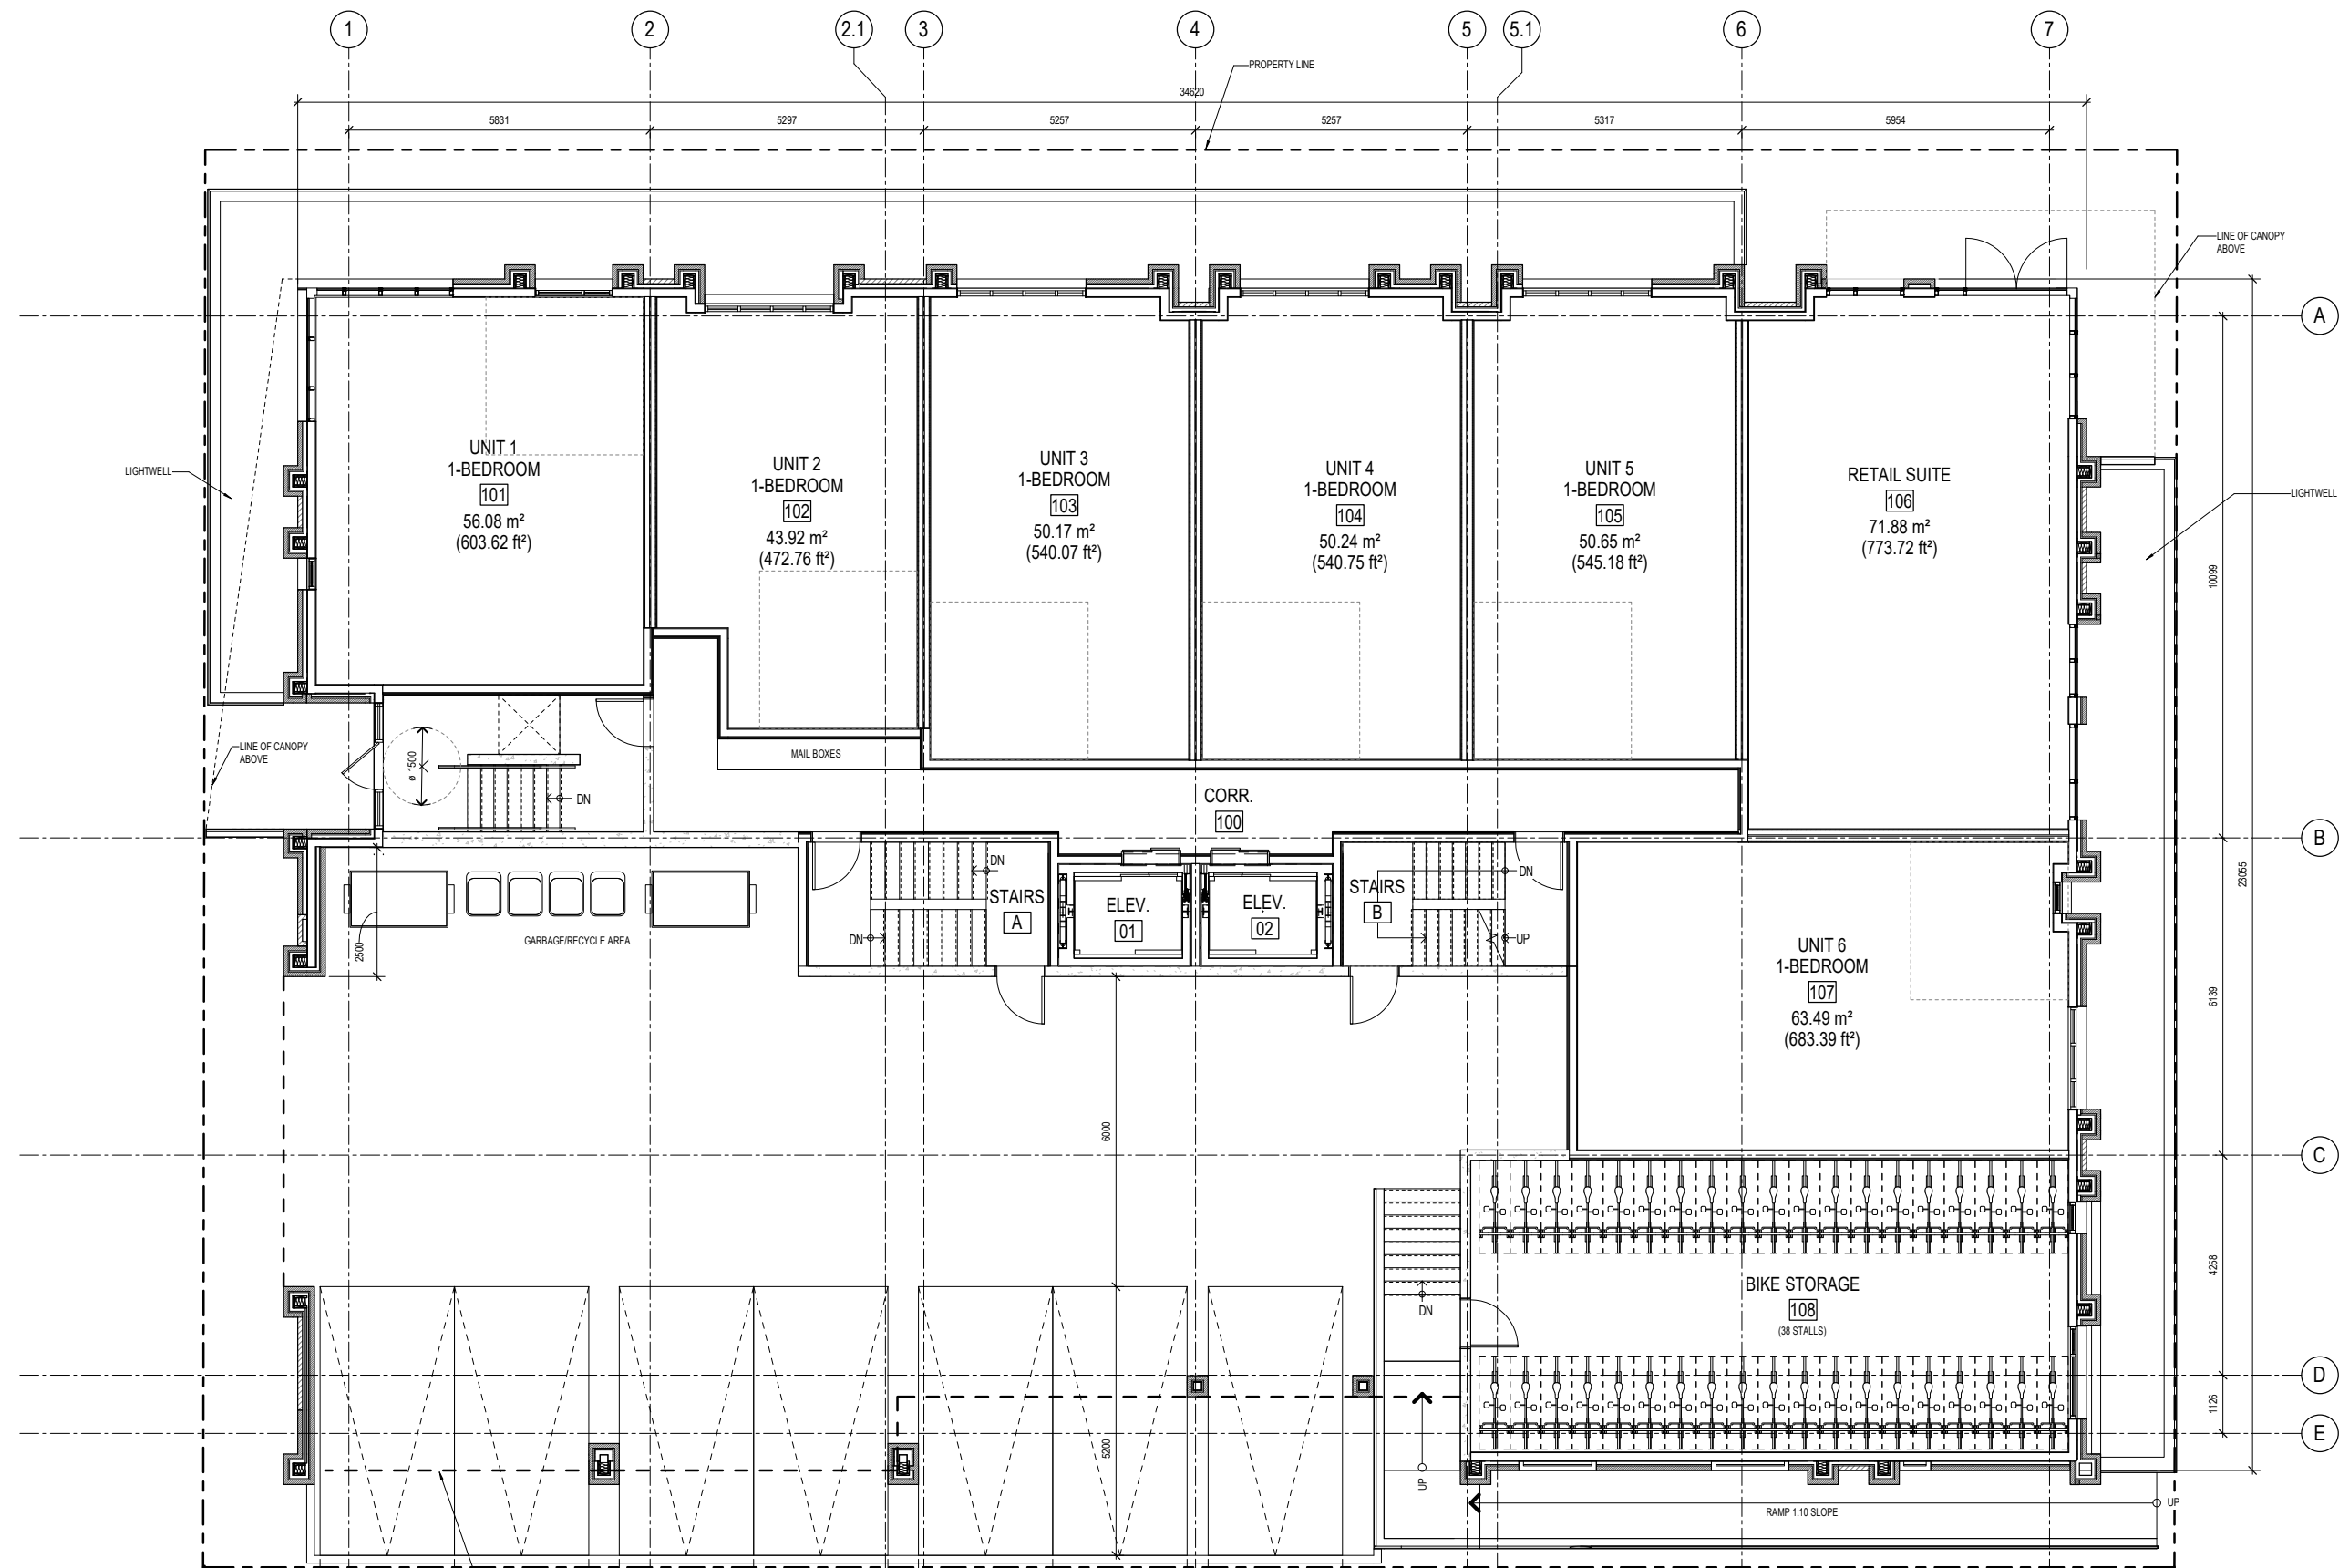 1
2
2.1
3
4
5
5.1
6
7
PROPERTY LINE
34620
5831
5297
5257
5257
5317
5954
LINE OF CANOPY
ABOVE
A
LIGHTWELL
UNIT 1
1-BEDROOM
101
56.08 m²
(603.62 ft²)
UNIT 2
1-BEDROOM
102
43.92 m²
(472.76 ft²)
UNIT 3
1-BEDROOM
103
50.17 m²
(540.07 ft²)
UNIT 4
1-BEDROOM
104
50.24 m²
(540.75 ft²)
UNIT 5
1-BEDROOM
105
50.65 m²
(545.18 ft²)
RETAIL SUITE
106
71.88 m²
(773.72 ft²)
LIGHTWELL
10099
LINE OF CANOPY
ABOVE
ø 1500
DN
MAIL BOXES
CORR.
100
B
23055
2500
GARBAGE/RECYCLE AREA
DN
DN
STAIRS
A
ELEV.
01
ELEV.
02
STAIRS
B
DN
UP
UNIT 6
1-BEDROOM
107
63.49 m²
(683.39 ft²)
6139
6000
C
DN
BIKE STORAGE
108
(38 STALLS)
4258
D
1126
E
5200
UP
RAMP 1:10 SLOPE
UP